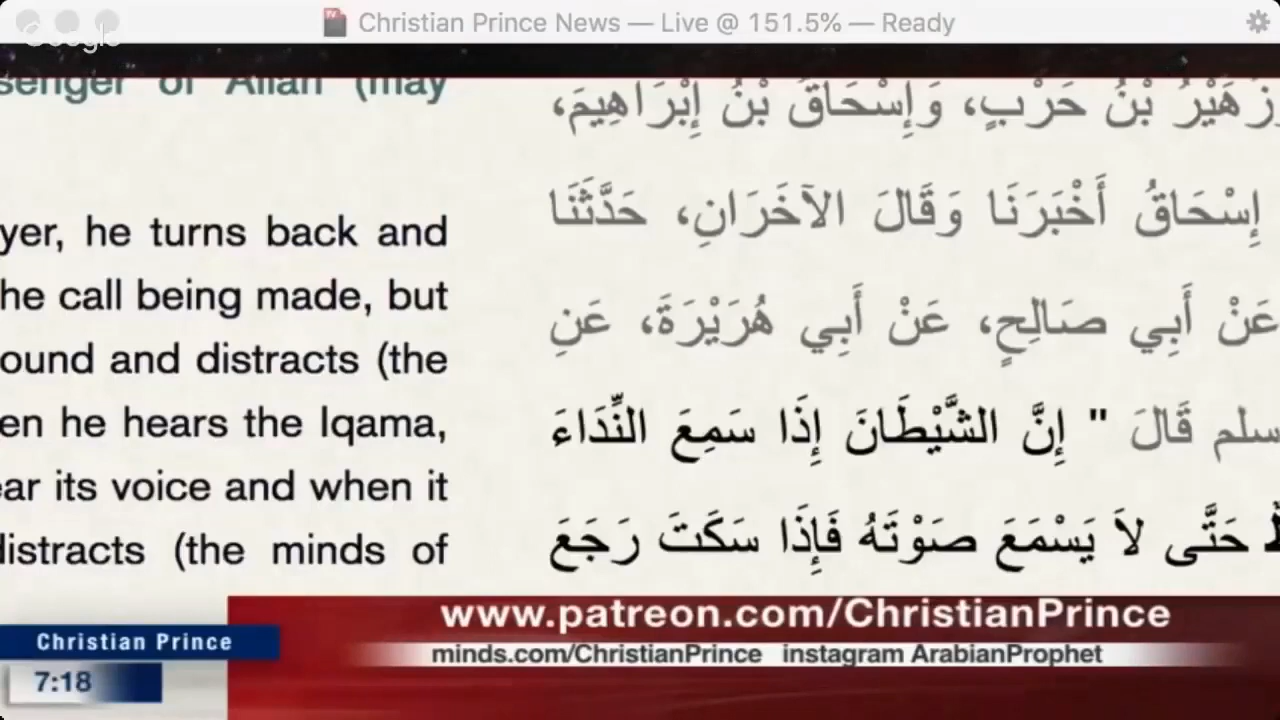 Christian Prince News — Live @ 151.5% — Ready
Google
senger of Allah (may
yer, he turns back and
he call being made, but
ound and distracts (the
en he hears the Iqama,
ear its voice and when it
distracts (the minds of
زُهَيْرُ بْنُ حَرْبٍ، وَإِسْحَاقُ بْنُ إِبْرَاهِيمَ،
إِسْحَاقُ أَخْبَرَنَا وَقَالَ الآخَرَانِ، حَدَّثَنَا
عَنْ أَبِي صَالِحٍ، عَنْ أَبِي هُرَيْرَةَ، عَنِ
سلم قَالَ " إِنَّ الشَّيْطَانَ إِذَا سَمِعَ النِّدَاءَ
حَتَّى لاَ يَسْمَعَ صَوْتَهُ فَإِذَا سَكَتَ رَجَعَ
www.patreon.com/ChristianPrince
Christian Prince
minds.com/ChristianPrince instagram ArabianProphet
7:18